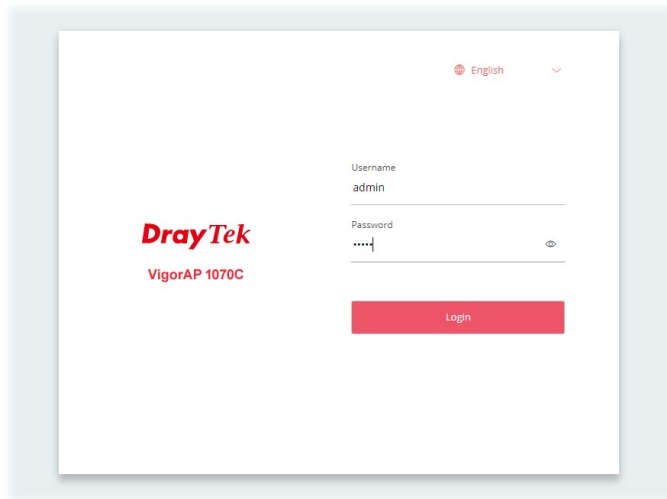 English
Username
admin
Password
•••••
DrayTek
VigorAP 1070C
Login